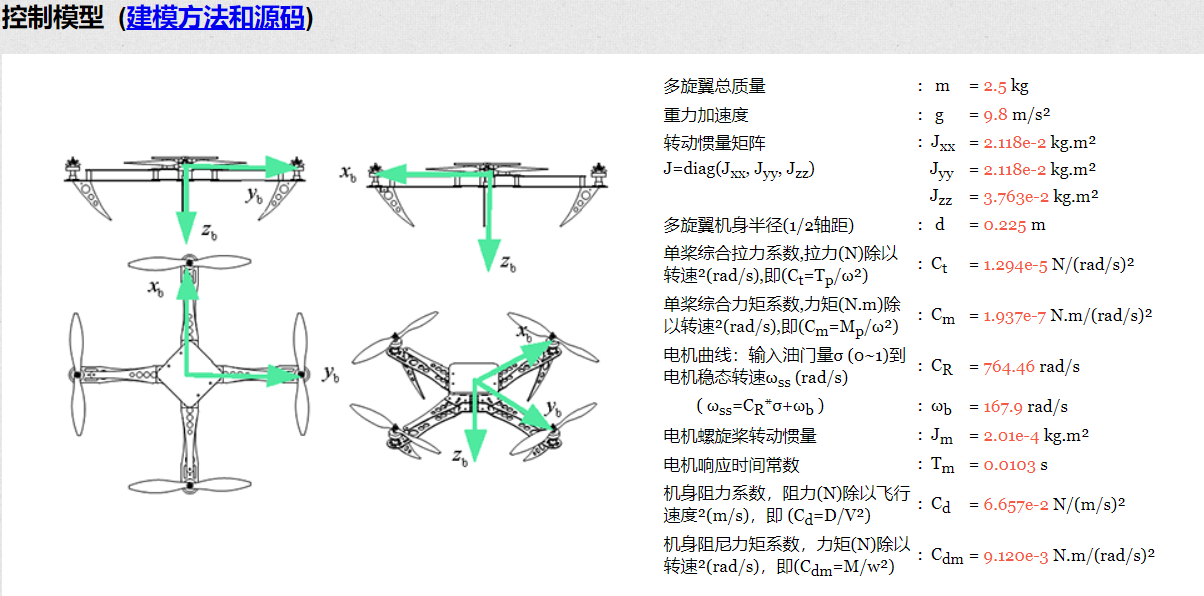 控制模型 (建模方法和源码)
y_b
z_b
x_b
z_b
x_b
y_b
x_b
y_b
z_b
多旋翼总质量 : m = 2.5 kg
重力加速度 : g = 9.8 m/s²
转动惯量矩阵 : J_xx = 2.118e-2 kg.m²
J=diag(J_xx, J_yy, J_zz) J_yy = 2.118e-2 kg.m²
J_zz = 3.763e-2 kg.m²
多旋翼机身半径(1/2轴距) : d = 0.225 m
单桨综合拉力系数,拉力(N)除以
转速²(rad/s),即(C_t=T_p/ω²) : C_t = 1.294e-5 N/(rad/s)²
单桨综合力矩系数,力矩(N.m)除
以转速²(rad/s),即(C_m=M_p/ω²) : C_m = 1.937e-7 N.m/(rad/s)²
电机曲线：输入油门量σ (0~1)到
电机稳态转速ω_ss (rad/s) : C_R = 764.46 rad/s
( ω_ss=C_R*σ+ω_b ) : ω_b = 167.9 rad/s
电机螺旋桨转动惯量 : J_m = 2.01e-4 kg.m²
电机响应时间常数 : T_m = 0.0103 s
机身阻力系数，阻力(N)除以飞行
速度²(m/s)，即 (C_d=D/V²) : C_d = 6.657e-2 N/(m/s)²
机身阻尼力矩系数，力矩(N)除以
转速²(rad/s)，即(C_dm=M/w²) : C_dm = 9.120e-3 N.m/(rad/s)²